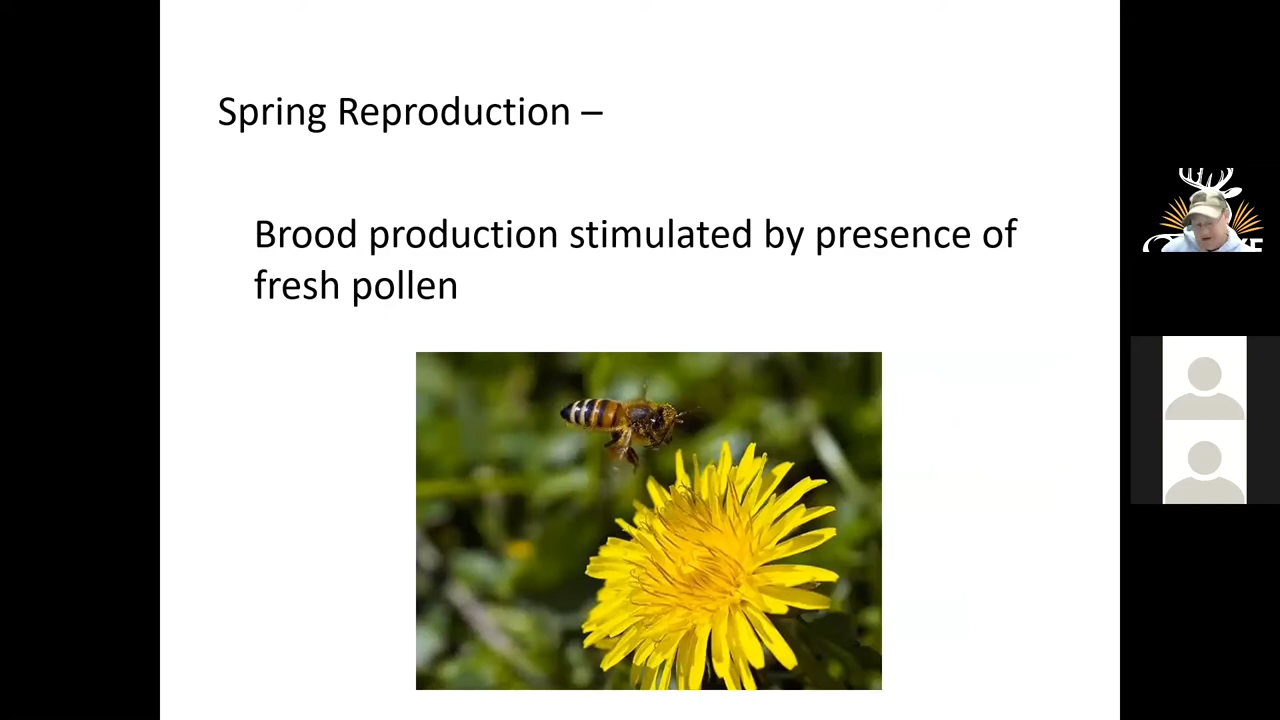 Spring Reproduction –
Brood production stimulated by presence of
fresh pollen